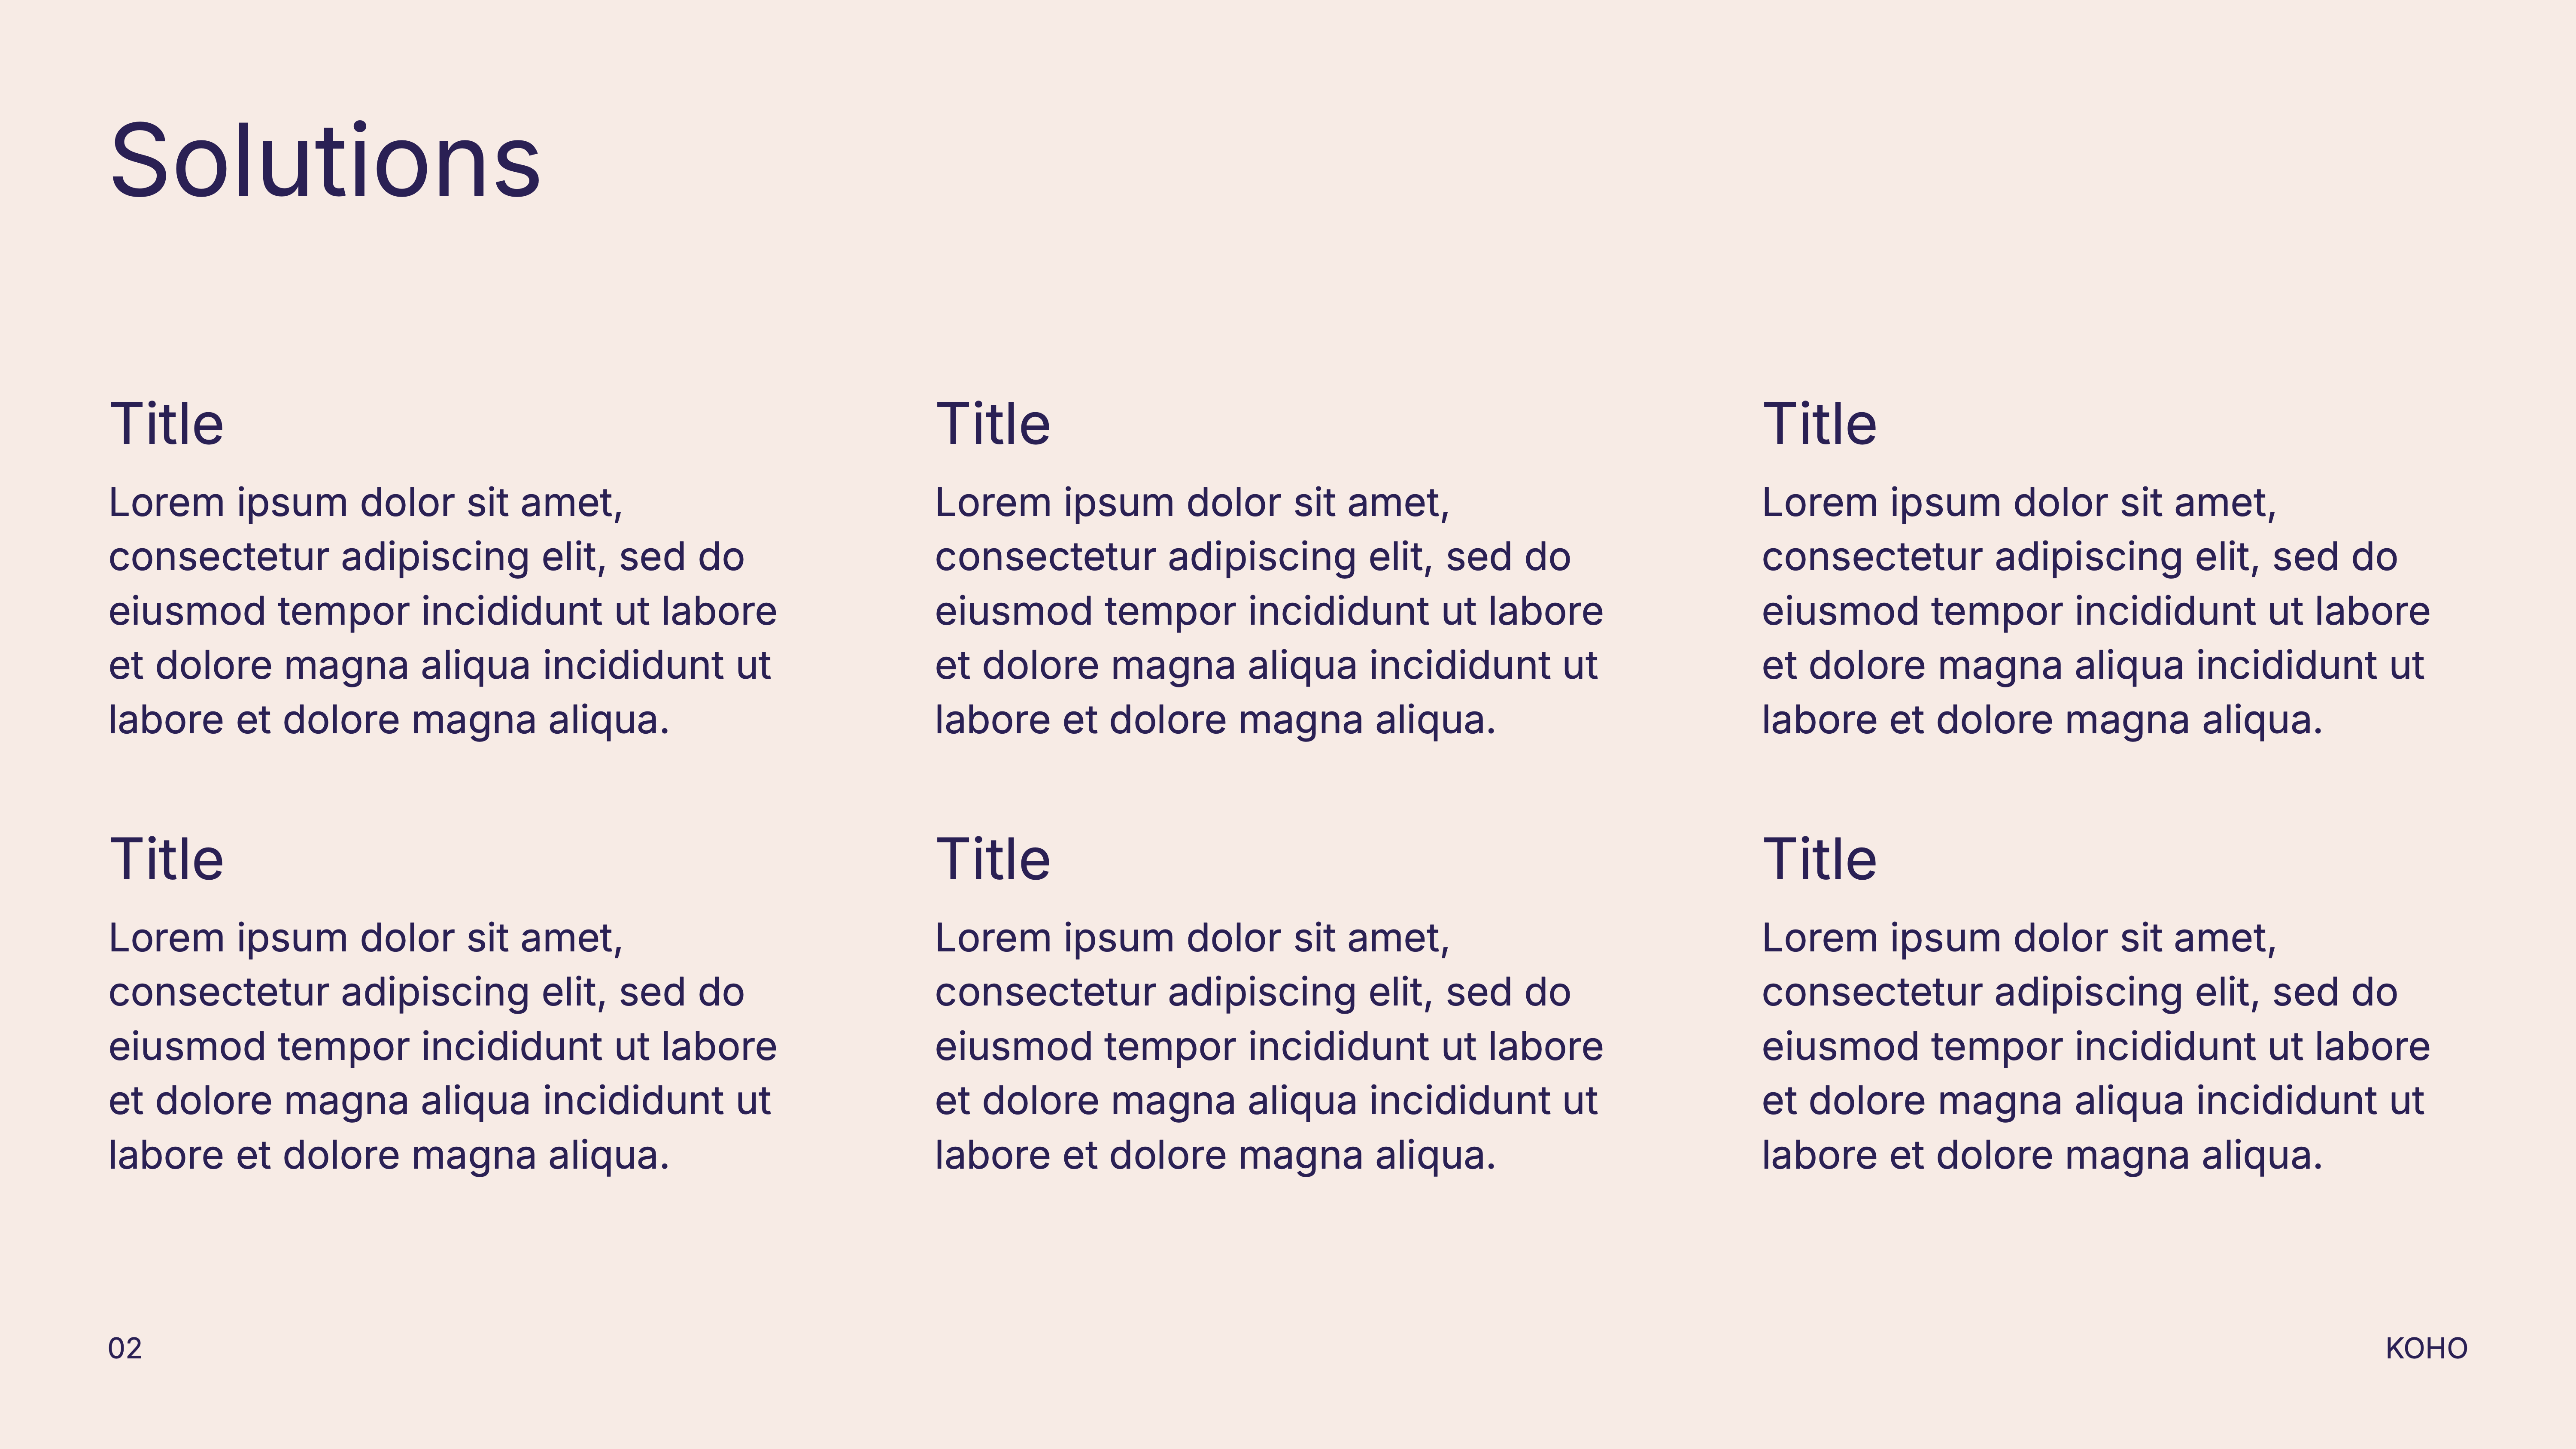 Solutions
Title
Lorem ipsum dolor sit amet,
consectetur adipiscing elit, sed do
eiusmod tempor incididunt ut labore
et dolore magna aliqua incididunt ut
labore et dolore magna aliqua.
Title
Lorem ipsum dolor sit amet,
consectetur adipiscing elit, sed do
eiusmod tempor incididunt ut labore
et dolore magna aliqua incididunt ut
labore et dolore magna aliqua.
Title
Lorem ipsum dolor sit amet,
consectetur adipiscing elit, sed do
eiusmod tempor incididunt ut labore
et dolore magna aliqua incididunt ut
labore et dolore magna aliqua.
Title
Lorem ipsum dolor sit amet,
consectetur adipiscing elit, sed do
eiusmod tempor incididunt ut labore
et dolore magna aliqua incididunt ut
labore et dolore magna aliqua.
Title
Lorem ipsum dolor sit amet,
consectetur adipiscing elit, sed do
eiusmod tempor incididunt ut labore
et dolore magna aliqua incididunt ut
labore et dolore magna aliqua.
Title
Lorem ipsum dolor sit amet,
consectetur adipiscing elit, sed do
eiusmod tempor incididunt ut labore
et dolore magna aliqua incididunt ut
labore et dolore magna aliqua.
02
KOHO